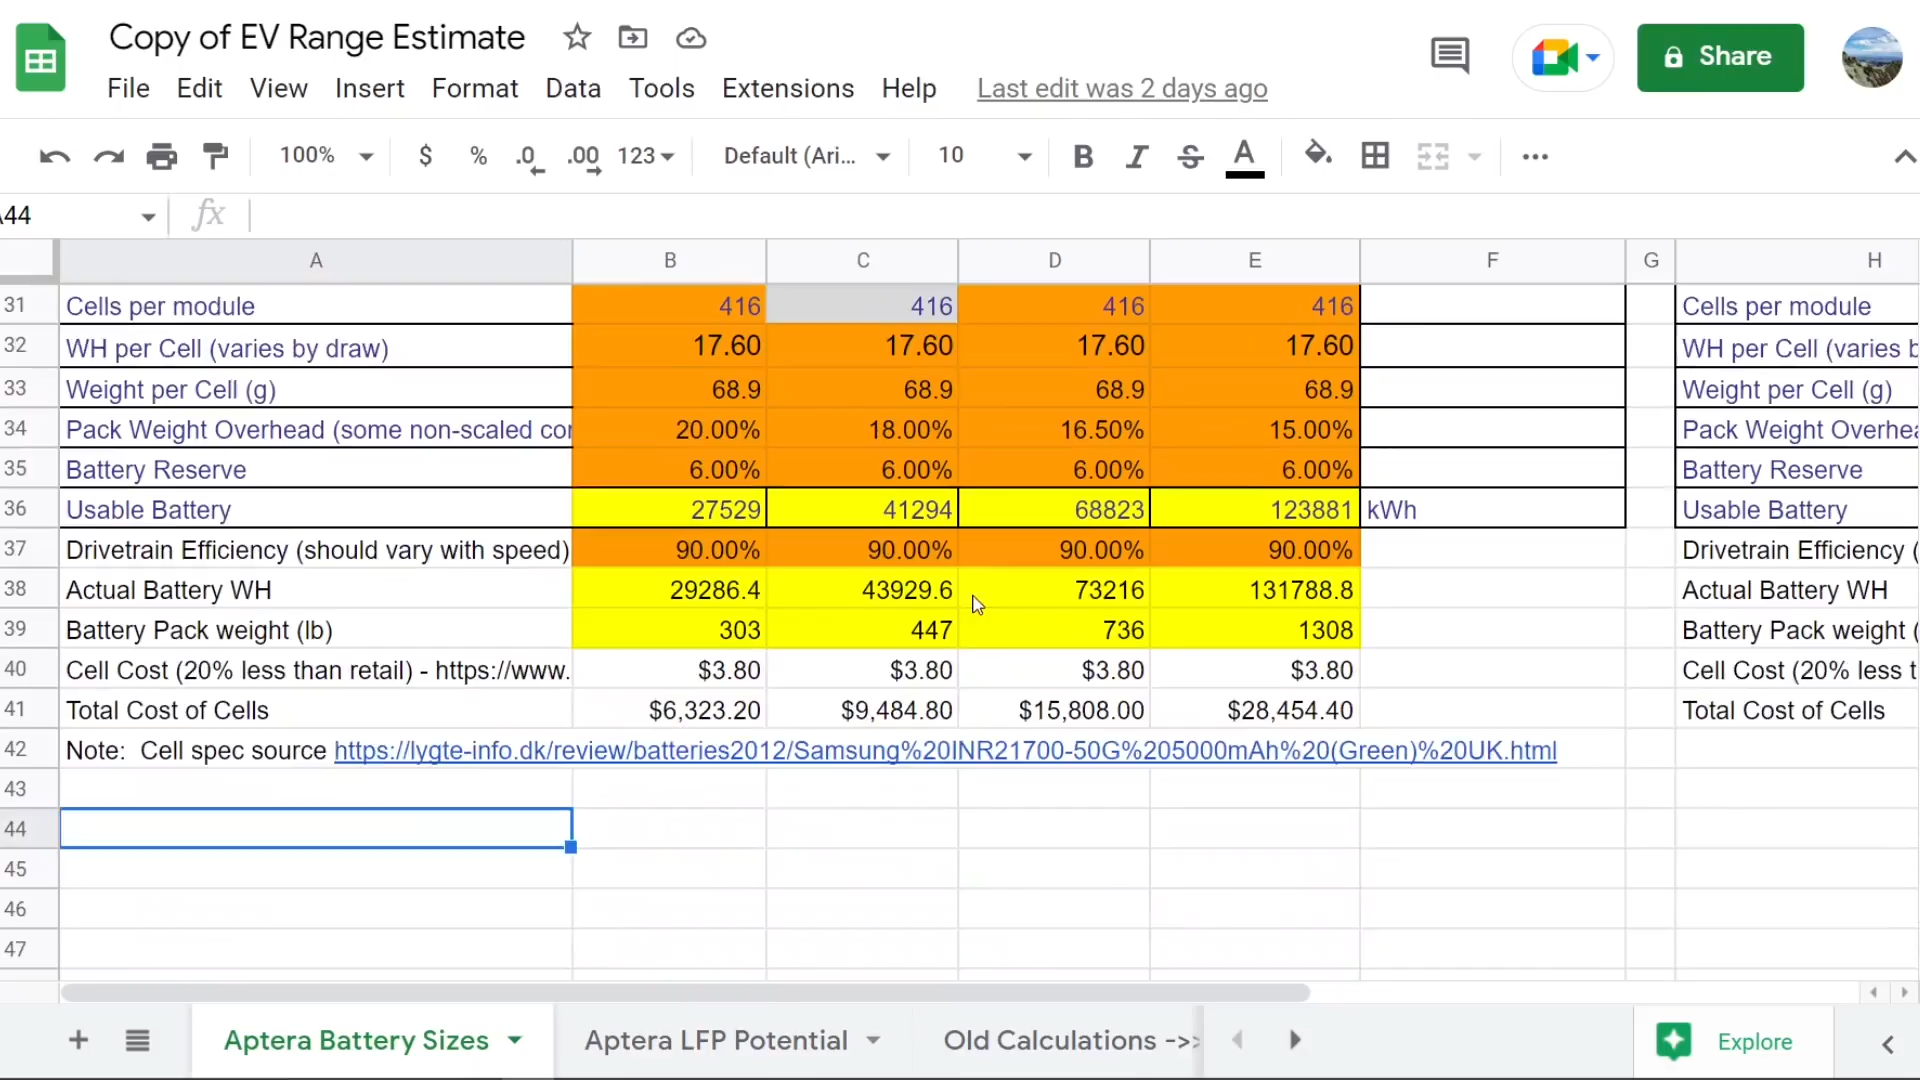 Copy of EV Range Estimate
File Edit View Insert Format Data Tools Extensions Help Last edit was 2 days ago
Share
100% $ % .0 .00 123 Default (Ari... 10 B I S A
A44 fx
A B C D E F G H
31 Cells per module 416 416 416 416 Cells per module
32 WH per Cell (varies by draw) 17.60 17.60 17.60 17.60 WH per Cell (varies b
33 Weight per Cell (g) 68.9 68.9 68.9 68.9 Weight per Cell (g)
34 Pack Weight Overhead (some non-scaled cor 20.00% 18.00% 16.50% 15.00% Pack Weight Overhea
35 Battery Reserve 6.00% 6.00% 6.00% 6.00% Battery Reserve
36 Usable Battery 27529 41294 68823 123881 kWh Usable Battery
37 Drivetrain Efficiency (should vary with speed) 90.00% 90.00% 90.00% 90.00% Drivetrain Efficiency (
38 Actual Battery WH 29286.4 43929.6 73216 131788.8 Actual Battery WH
39 Battery Pack weight (lb) 303 447 736 1308 Battery Pack weight (
40 Cell Cost (20% less than retail) - https://www. $3.80 $3.80 $3.80 $3.80 Cell Cost (20% less t
41 Total Cost of Cells $6,323.20 $9,484.80 $15,808.00 $28,454.40 Total Cost of Cells
42 Note: Cell spec source https://lygte-info.dk/review/batteries2012/Samsung%20INR21700-50G%205000mAh%20(Green)%20UK.html
43
44
45
46
47
Aptera Battery Sizes Aptera LFP Potential Old Calculations ->> Explore